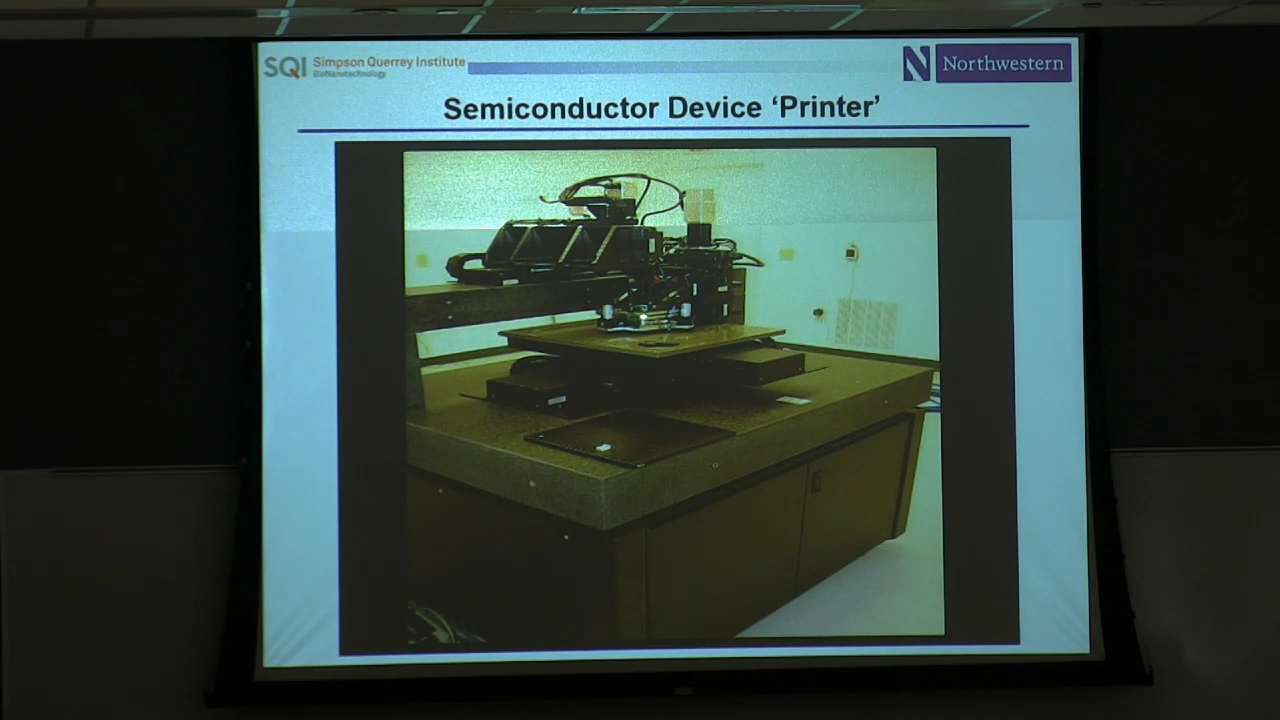 SQI Simpson Querrey Institute
BioNanotechnology
N Northwestern
Semiconductor Device ‘Printer’